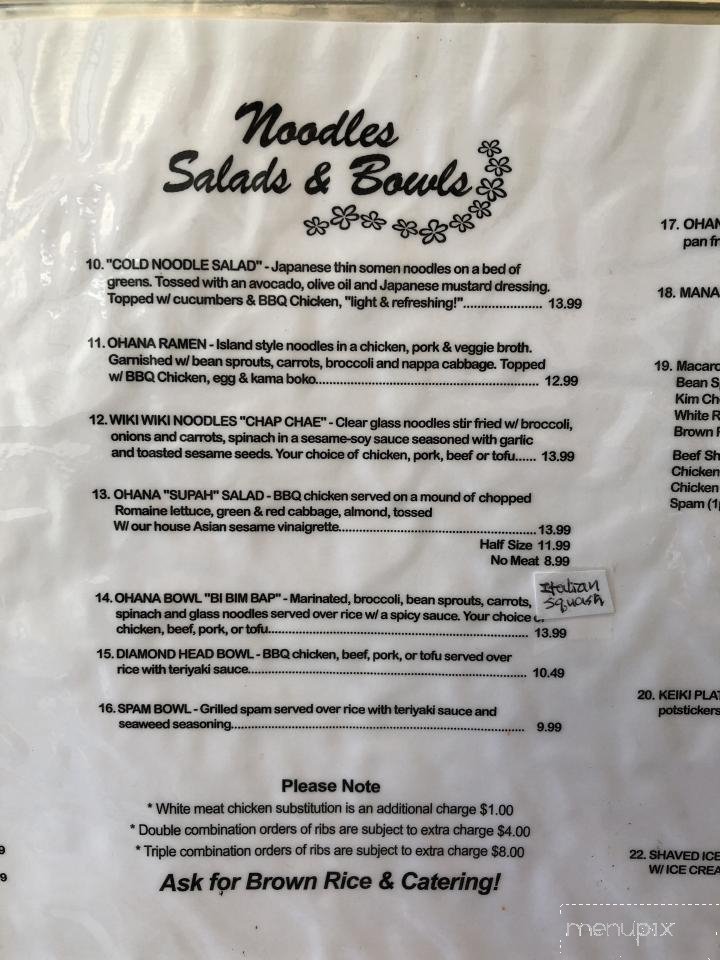 Noodles
Salads & Bowls
10. "COLD NOODLE SALAD" - Japanese thin somen noodles on a bed of
greens. Tossed with an avocado, olive oil and Japanese mustard dressing.
Topped w/ cucumbers & BBQ Chicken, "light & refreshing!"...................... 13.99
11. OHANA RAMEN - Island style noodles in a chicken, pork & veggie broth.
Garnished w/ bean sprouts, carrots, broccoli and nappa cabbage. Topped
w/ BBQ Chicken, egg & kama boko............................................................. 12.99
12. WIKI WIKI NOODLES "CHAP CHAE" - Clear glass noodles stir fried w/ broccoli,
onions and carrots, spinach in a sesame-soy sauce seasoned with garlic
and toasted sesame seeds. Your choice of chicken, pork, beef or tofu...... 13.99
13. OHANA "SUPAH" SALAD - BBQ chicken served on a mound of chopped
Romaine lettuce, green & red cabbage, almond, tossed
W/ our house Asian sesame vinaigrette......................................................13.99
Half Size 11.99
No Meat 8.99
14. OHANA BOWL "BI BIM BAP" - Marinated, broccoli, bean sprouts, carrots,
Italian
Squash
spinach and glass noodles served over rice w/ a spicy sauce. Your choice
chicken, beef, pork, or tofu....................................................................... 13.99
15. DIAMOND HEAD BOWL - BBQ chicken, beef, pork, or tofu served over
rice with teriyaki sauce............................................................................. 10.49
16. SPAM BOWL - Grilled spam served over rice with teriyaki sauce and
seaweed seasoning.................................................................................. 9.99
Please Note
* White meat chicken substitution is an additional charge $1.00
* Double combination orders of ribs are subject to extra charge $4.00
* Triple combination orders of ribs are subject to extra charge $8.00
Ask for Brown Rice & Catering!
17. OHAN
pan fr
18. MANA
19. Macaro
Bean S
Kim Ch
White R
Brown R
Beef Sh
Chicken
Chicken
Spam (1p
20. KEIKI PLAT
potstickers
22. SHAVED ICE
W/ ICE CREA
9
9
menupix